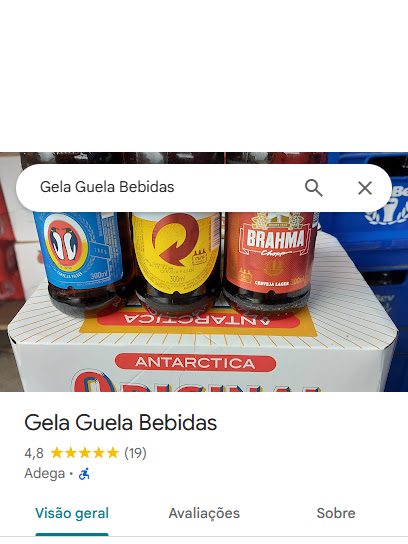 Gela Guela Bebidas
300ml
300ml
BRAHMA
Chopp
CERVEJA LAGER
ANTARCTICA
ANTARCTICA
ORIGINAL
Gela Guela Bebidas
4,8 (19)
Adega ·
Visão geral
Avaliações
Sobre